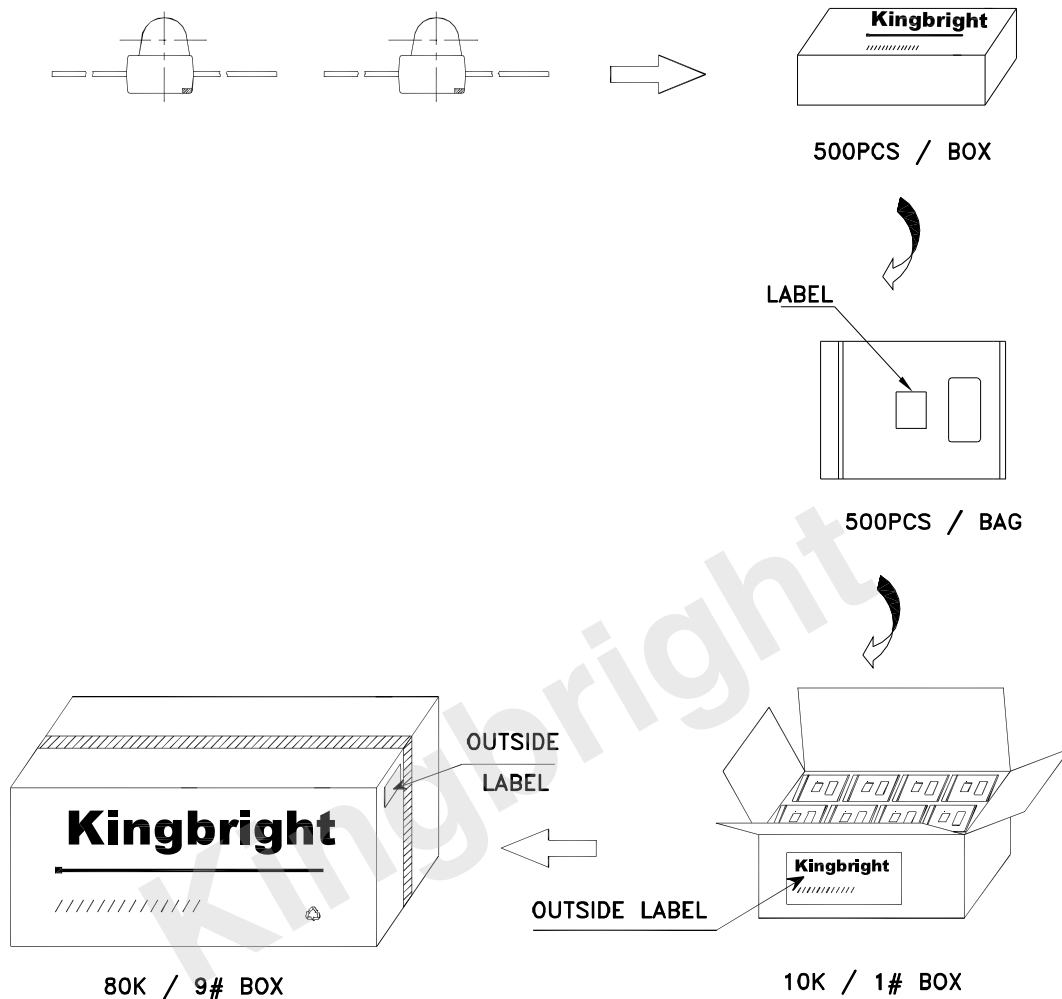 Kingbright
500PCS / BOX
LABEL
500PCS / BAG
OUTSIDE
LABEL
Kingbright
Kingbright
OUTSIDE LABEL
80K / 9# BOX
10K / 1# BOX
Kingbright